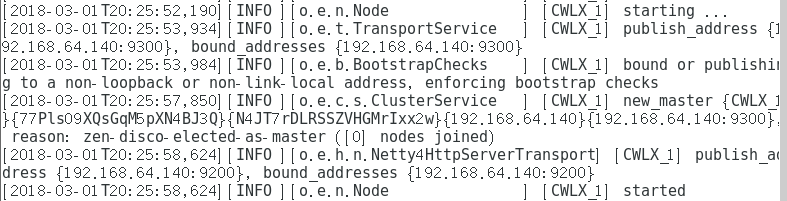 [2018-03-01T20:25:52,190][INFO ][o.e.n.Node               ] [CWLX_1] starting ...
[2018-03-01T20:25:53,934][INFO ][o.e.t.TransportService   ] [CWLX_1] publish_address {1
92.168.64.140:9300}, bound_addresses {192.168.64.140:9300}
[2018-03-01T20:25:53,984][INFO ][o.e.b.BootstrapChecks    ] [CWLX_1] bound or publishin
g to a non-loopback or non-link-local address, enforcing bootstrap checks
[2018-03-01T20:25:57,850][INFO ][o.e.c.s.ClusterService   ] [CWLX_1] new_master {CWLX_1
}{77Pls09XQsGqM5pXN4BJ3Q}{N4JT7rDLRSSZVHGMrIxx2w}{192.168.64.140}{192.168.64.140:9300},
 reason: zen-disco-elected-as-master ([0] nodes joined)
[2018-03-01T20:25:58,624][INFO ][o.e.h.n.Netty4HttpServerTransport] [CWLX_1] publish_ad
dress {192.168.64.140:9200}, bound_addresses {192.168.64.140:9200}
[2018-03-01T20:25:58,624][INFO ][o.e.n.Node               ] [CWLX_1] started